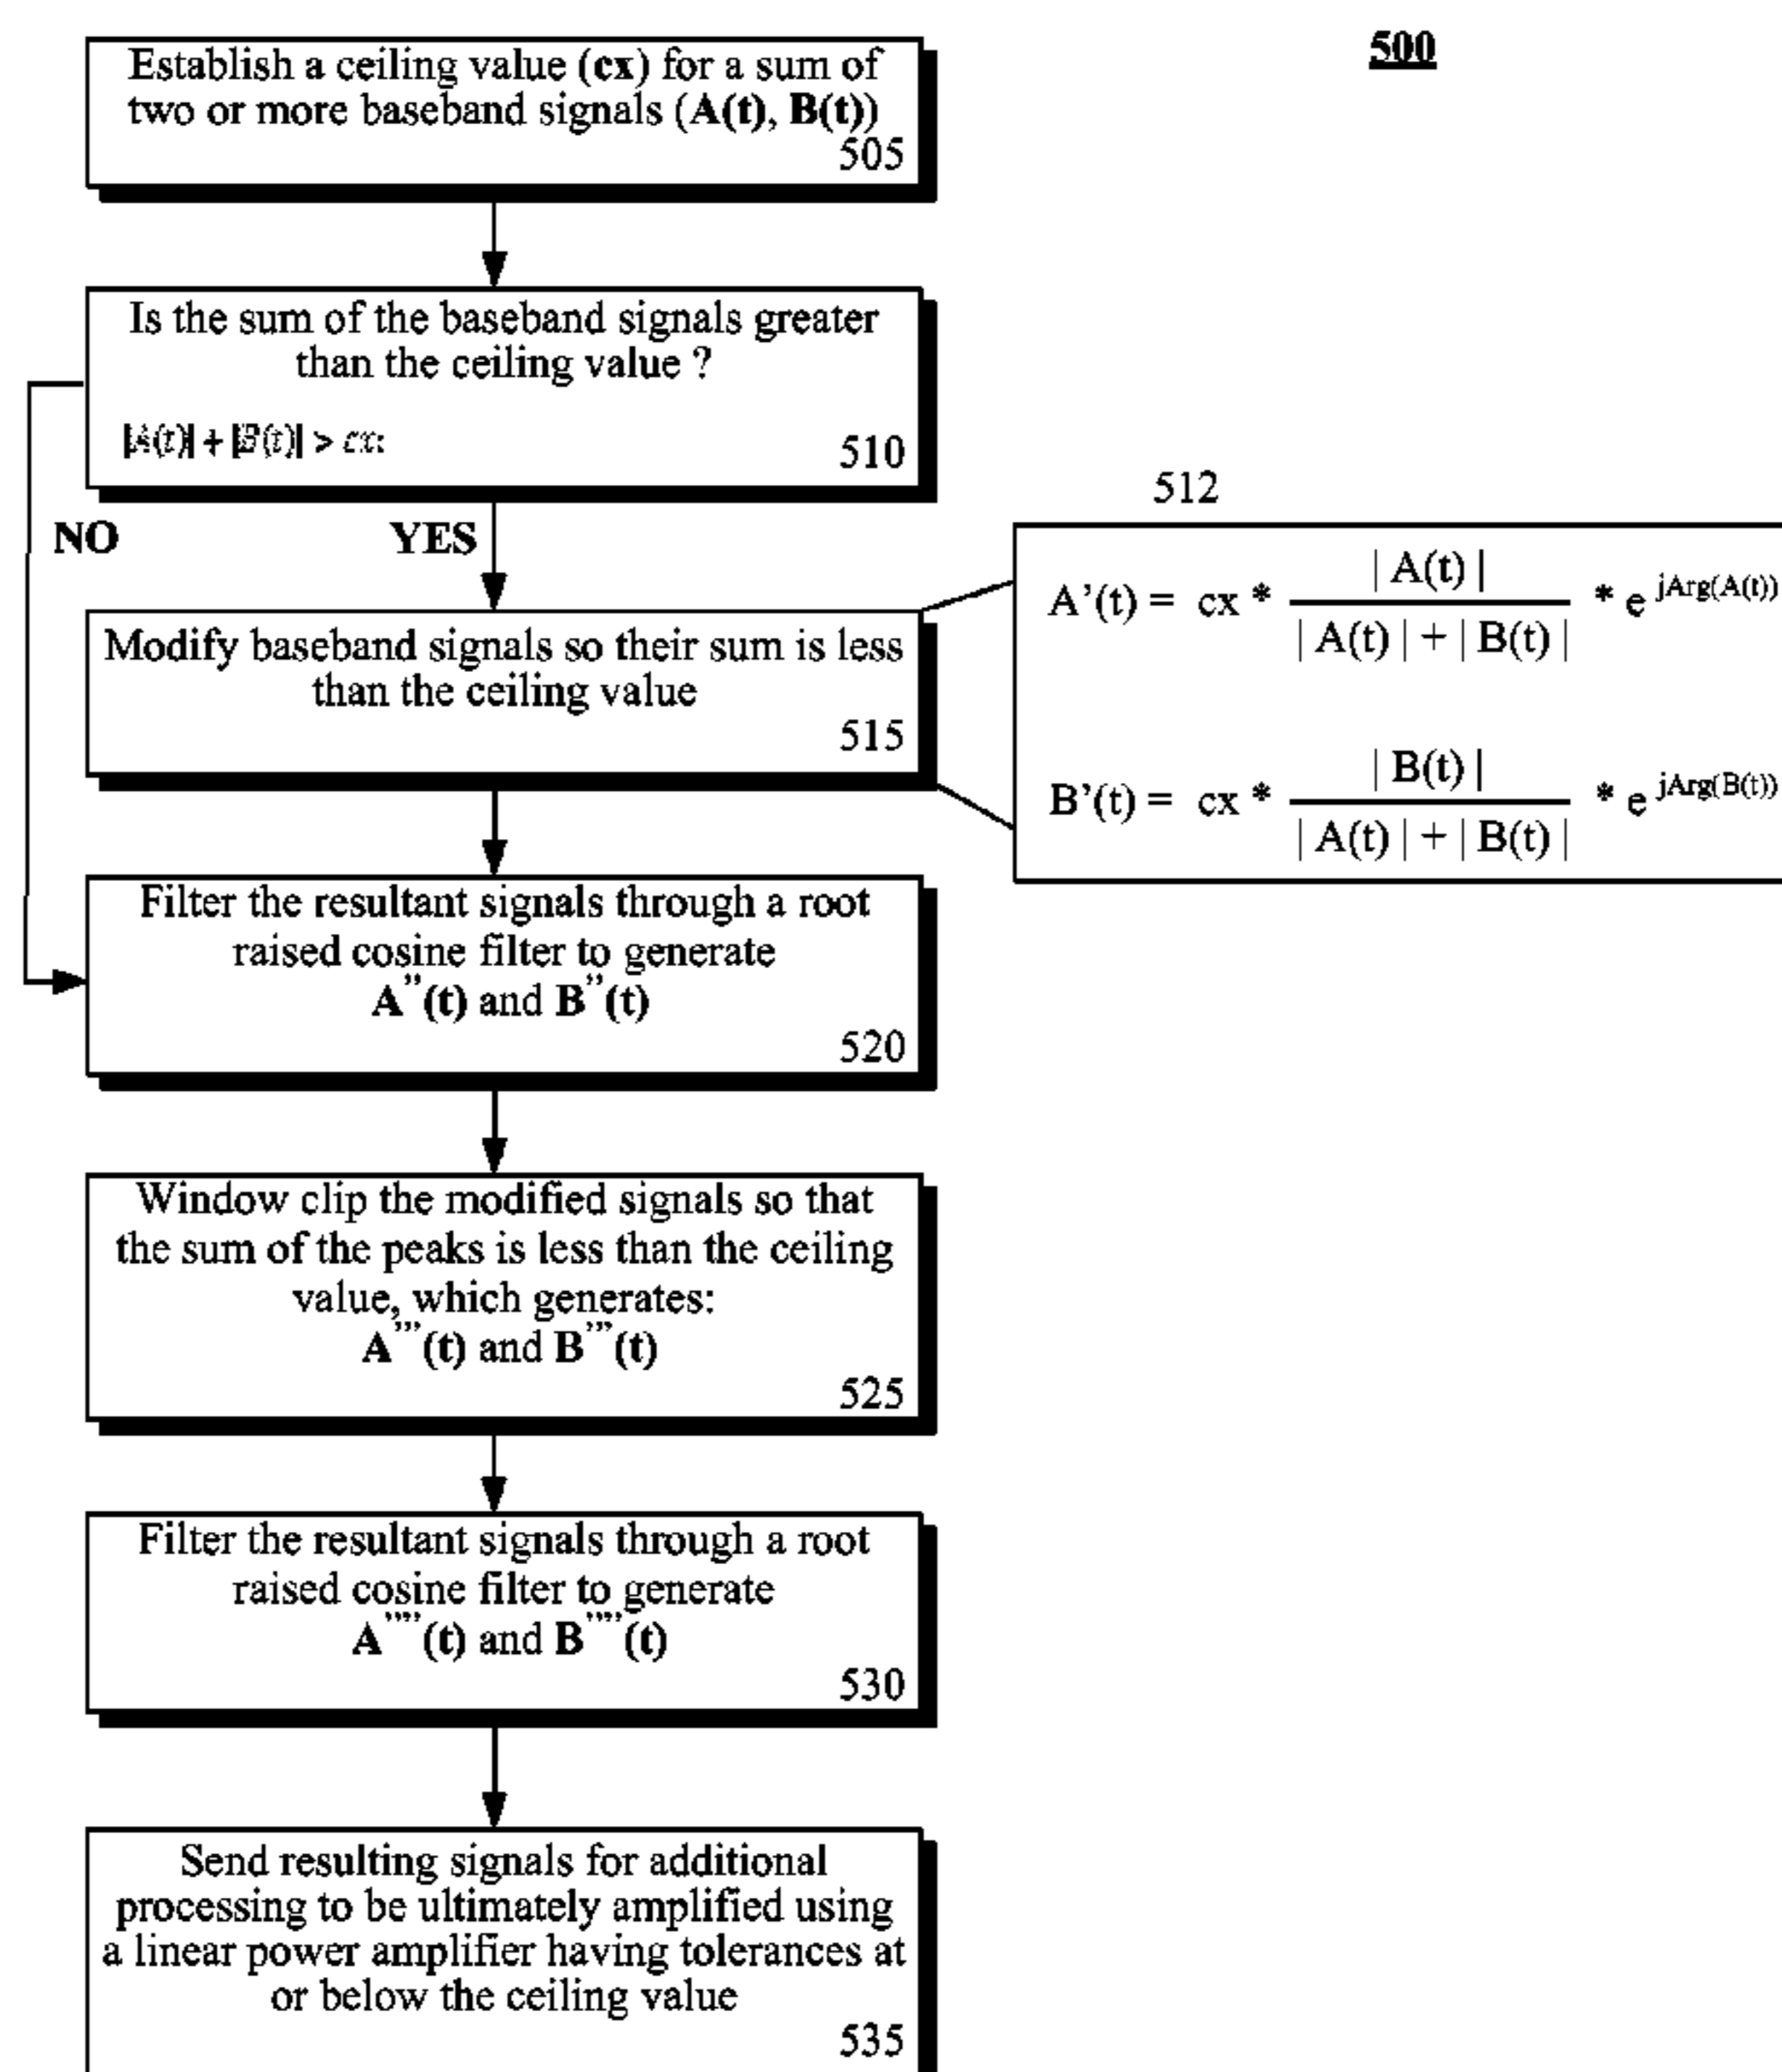 500
Establish a ceiling value (cx) for a sum of
two or more baseband signals (A(t), B(t))
505
Is the sum of the baseband signals greater
than the ceiling value ?
|A(t)| + |B(t)| > cx
510
NO
YES
512
A’(t) = cx * | A(t) | / | A(t) | + | B(t) | * e jArg(A(t))
Modify baseband signals so their sum is less
than the ceiling value
515
B’(t) = cx * | B(t) | / | A(t) | + | B(t) | * e jArg(B(t))
Filter the resultant signals through a root
raised cosine filter to generate
A’’(t) and B’’(t)
520
Window clip the modified signals so that
the sum of the peaks is less than the ceiling
value, which generates:
A’’’(t) and B’’’(t)
525
Filter the resultant signals through a root
raised cosine filter to generate
A’’’’(t) and B’’’’(t)
530
Send resulting signals for additional
processing to be ultimately amplified using
a linear power amplifier having tolerances at
or below the ceiling value
535